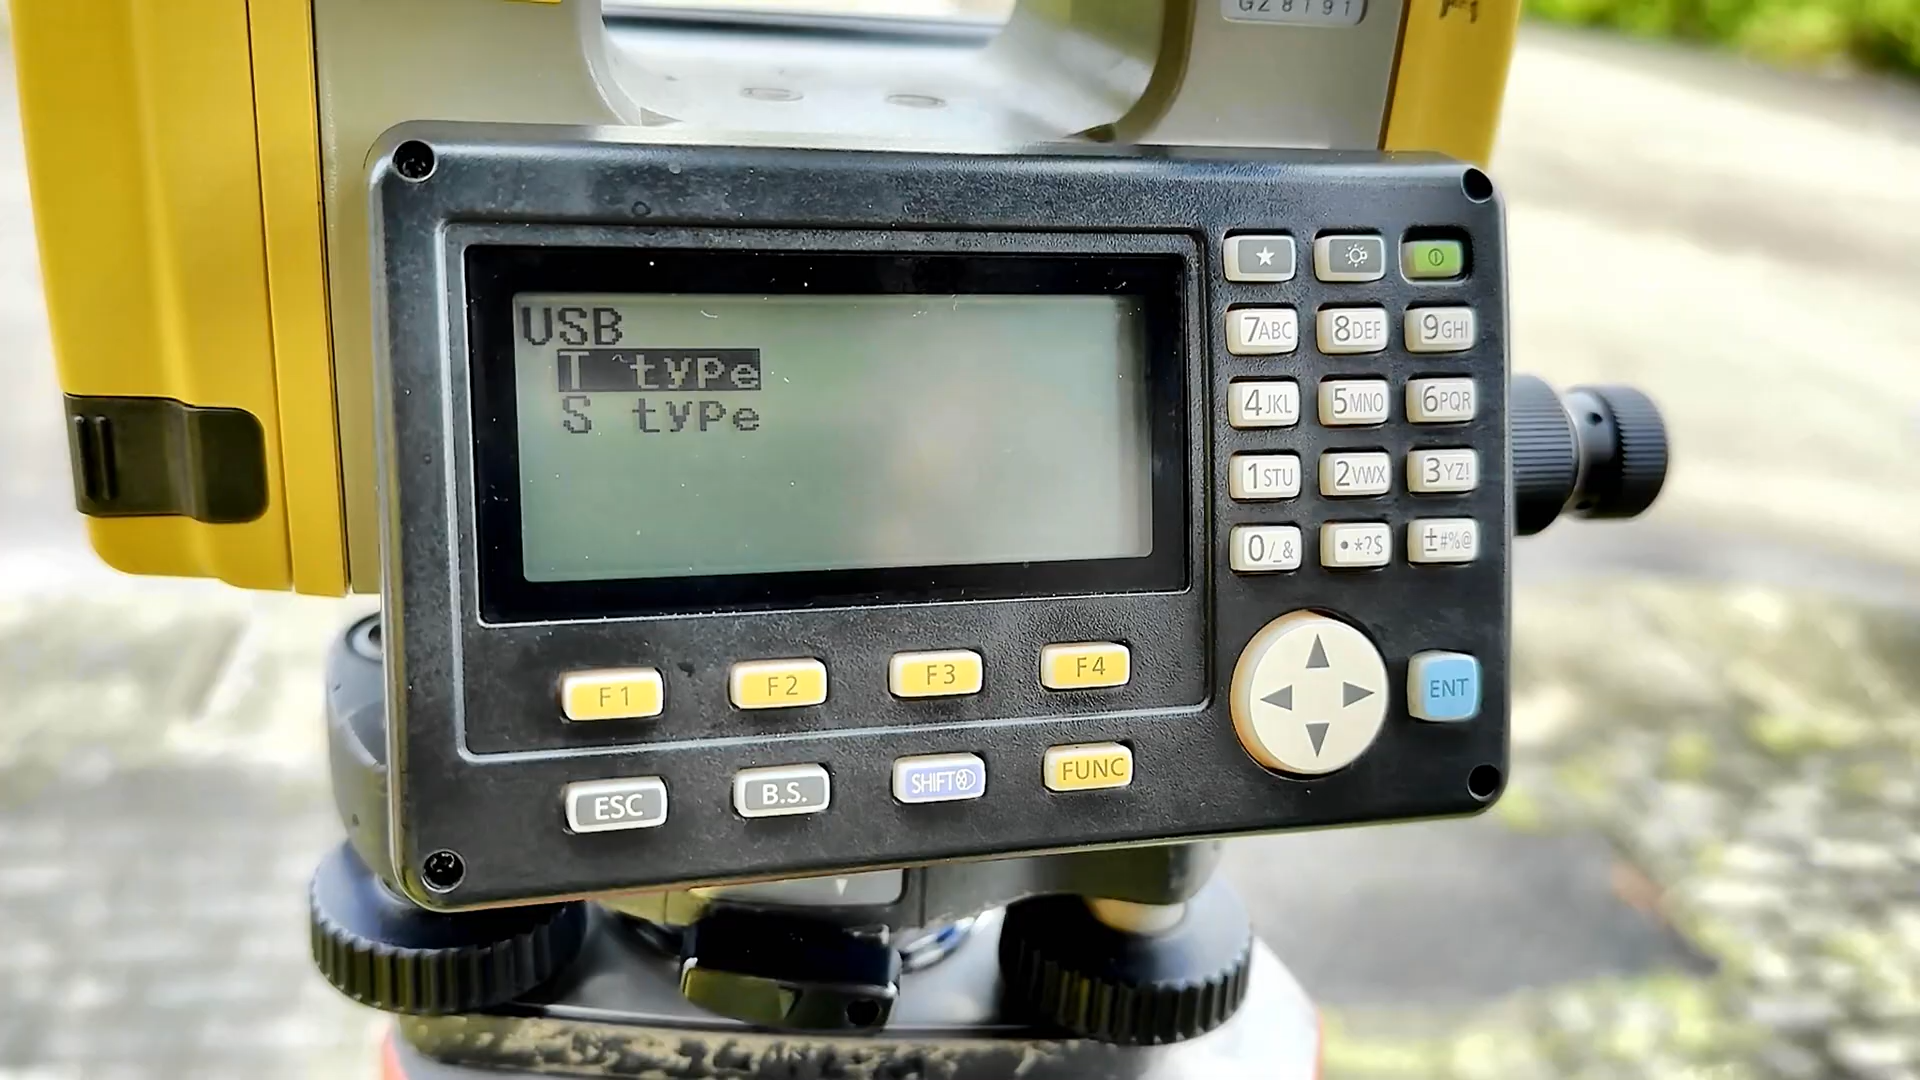 GZ8191
USB
T type
S type
★
7ABC 8DEF 9GHI
4JKL 5MNO 6PQR
1STU 2VWX 3YZ!
0/_& •*?$ ±#%@
F1 F2 F3 F4
ENT
ESC B.S. SHIFT FUNC